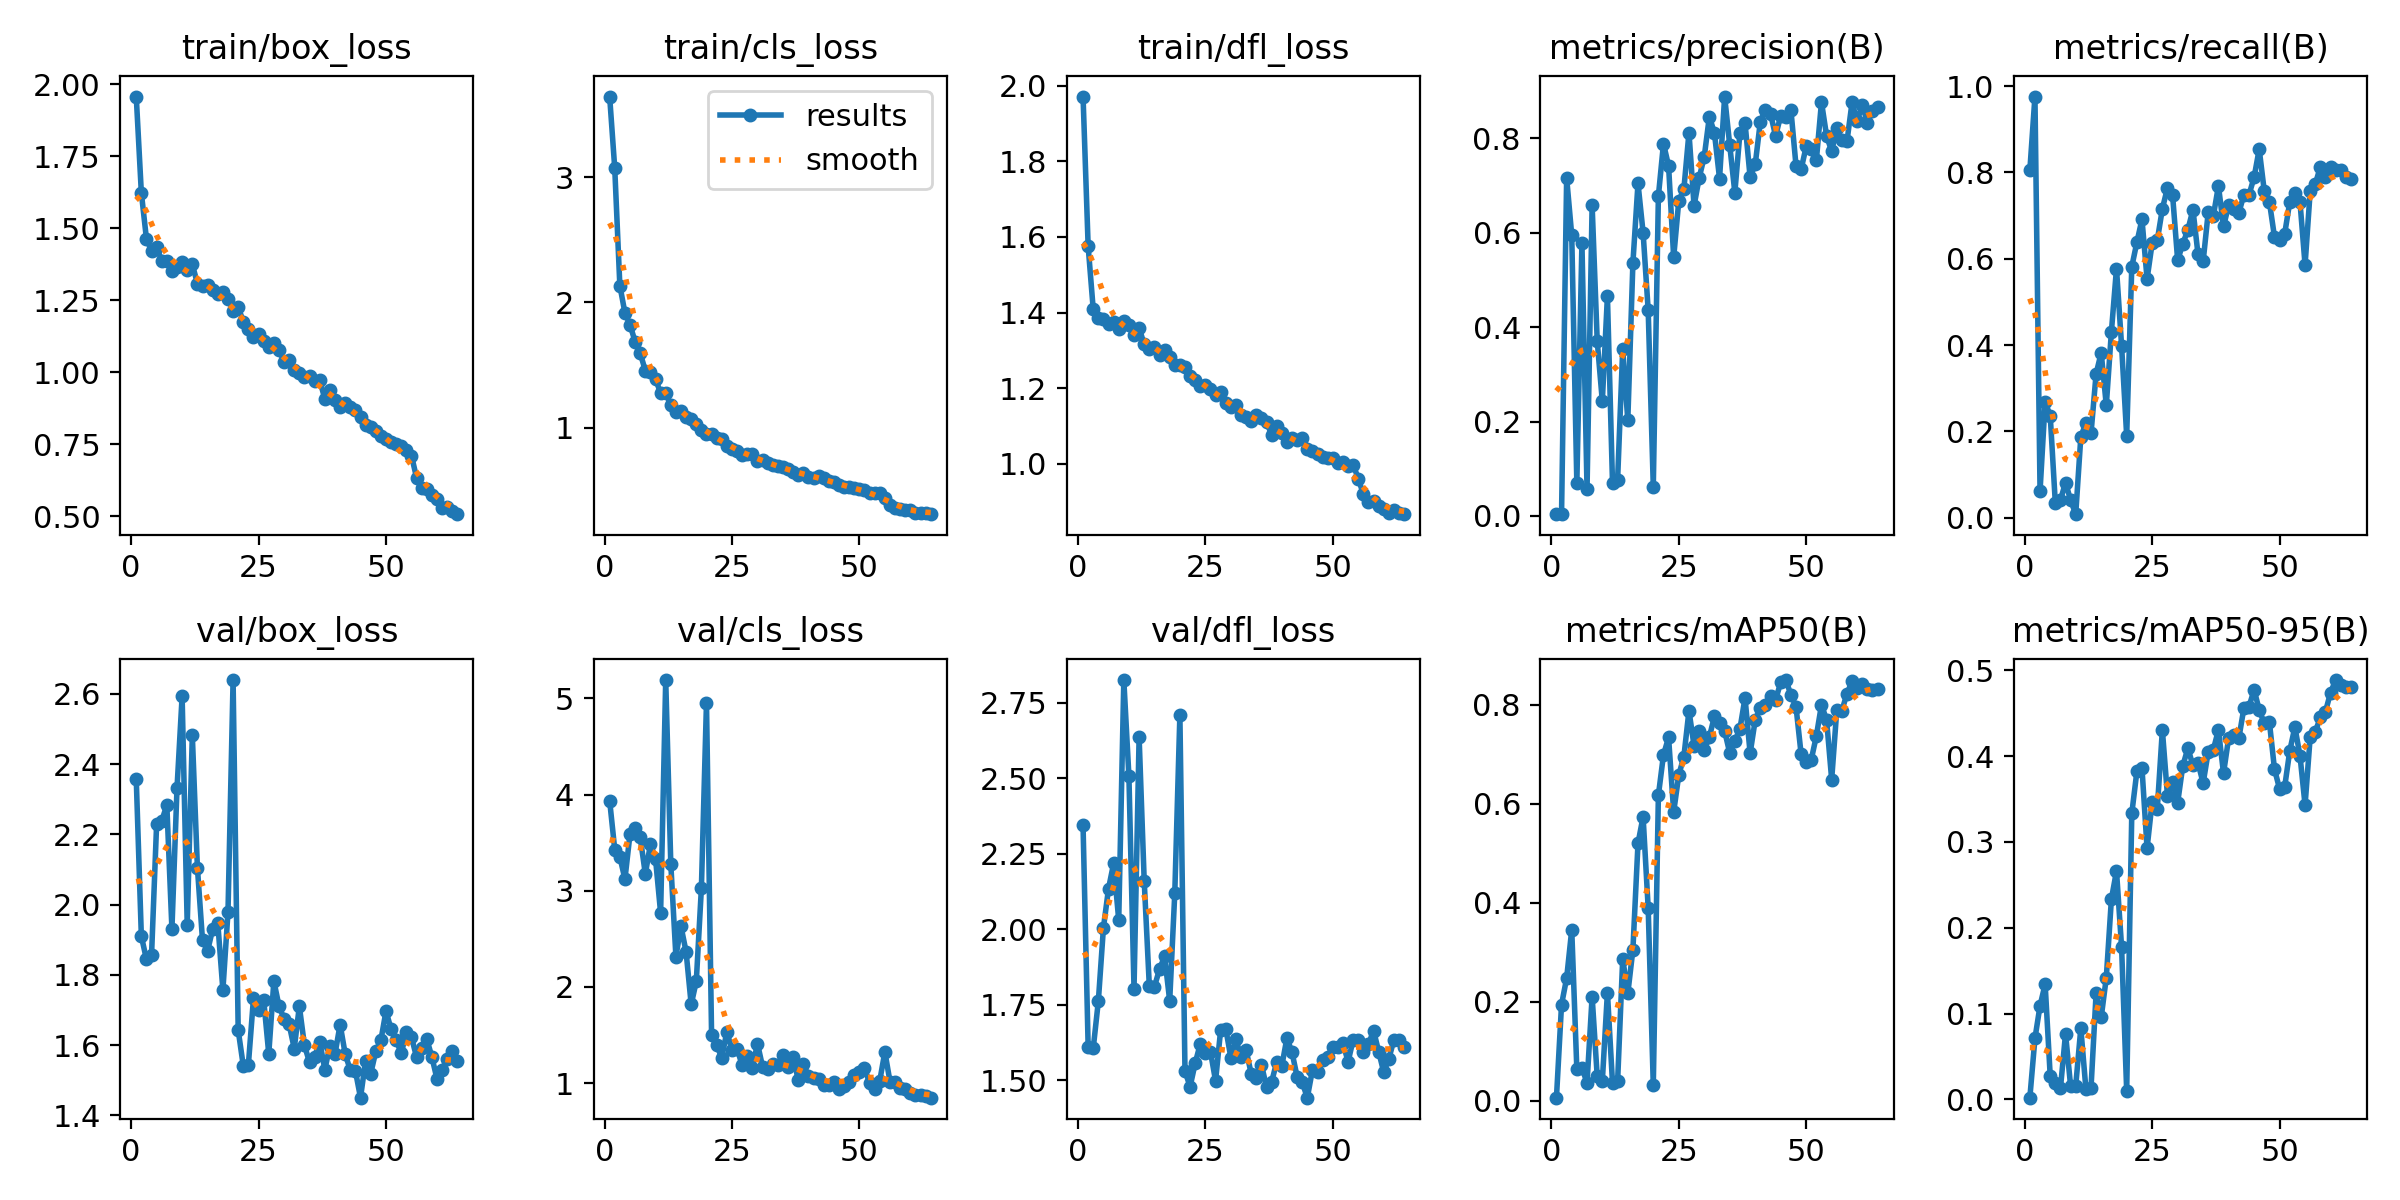 train/box_loss
2.00
1.75
1.50
1.25
1.00
0.75
0.50
0 25 50
train/cls_loss
results
smooth
3
2
1
0 25 50
train/dfl_loss
2.0
1.8
1.6
1.4
1.2
1.0
0 25 50
metrics/precision(B)
0.8
0.6
0.4
0.2
0.0
0 25 50
metrics/recall(B)
1.0
0.8
0.6
0.4
0.2
0.0
0 25 50
val/box_loss
2.6
2.4
2.2
2.0
1.8
1.6
1.4
0 25 50
val/cls_loss
5
4
3
2
1
0 25 50
val/dfl_loss
2.75
2.50
2.25
2.00
1.75
1.50
0 25 50
metrics/mAP50(B)
0.8
0.6
0.4
0.2
0.0
0 25 50
metrics/mAP50-95(B)
0.5
0.4
0.3
0.2
0.1
0.0
0 25 50